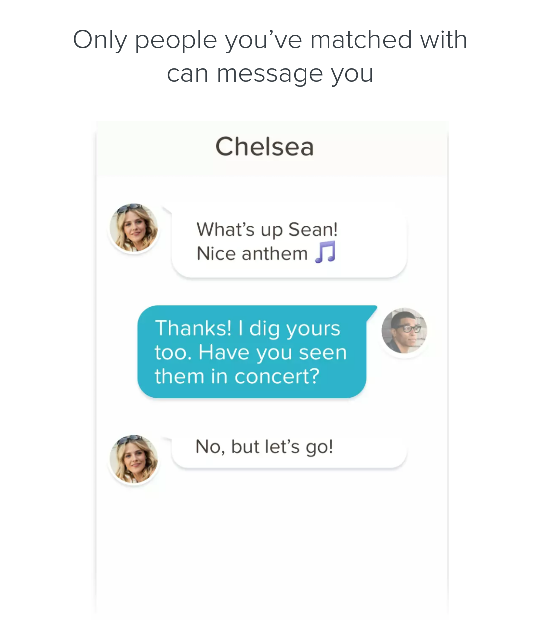 Only people you’ve matched with
can message you
Chelsea
What’s up Sean!
Nice anthem 🎵
Thanks! I dig yours
too. Have you seen
them in concert?
No, but let’s go!